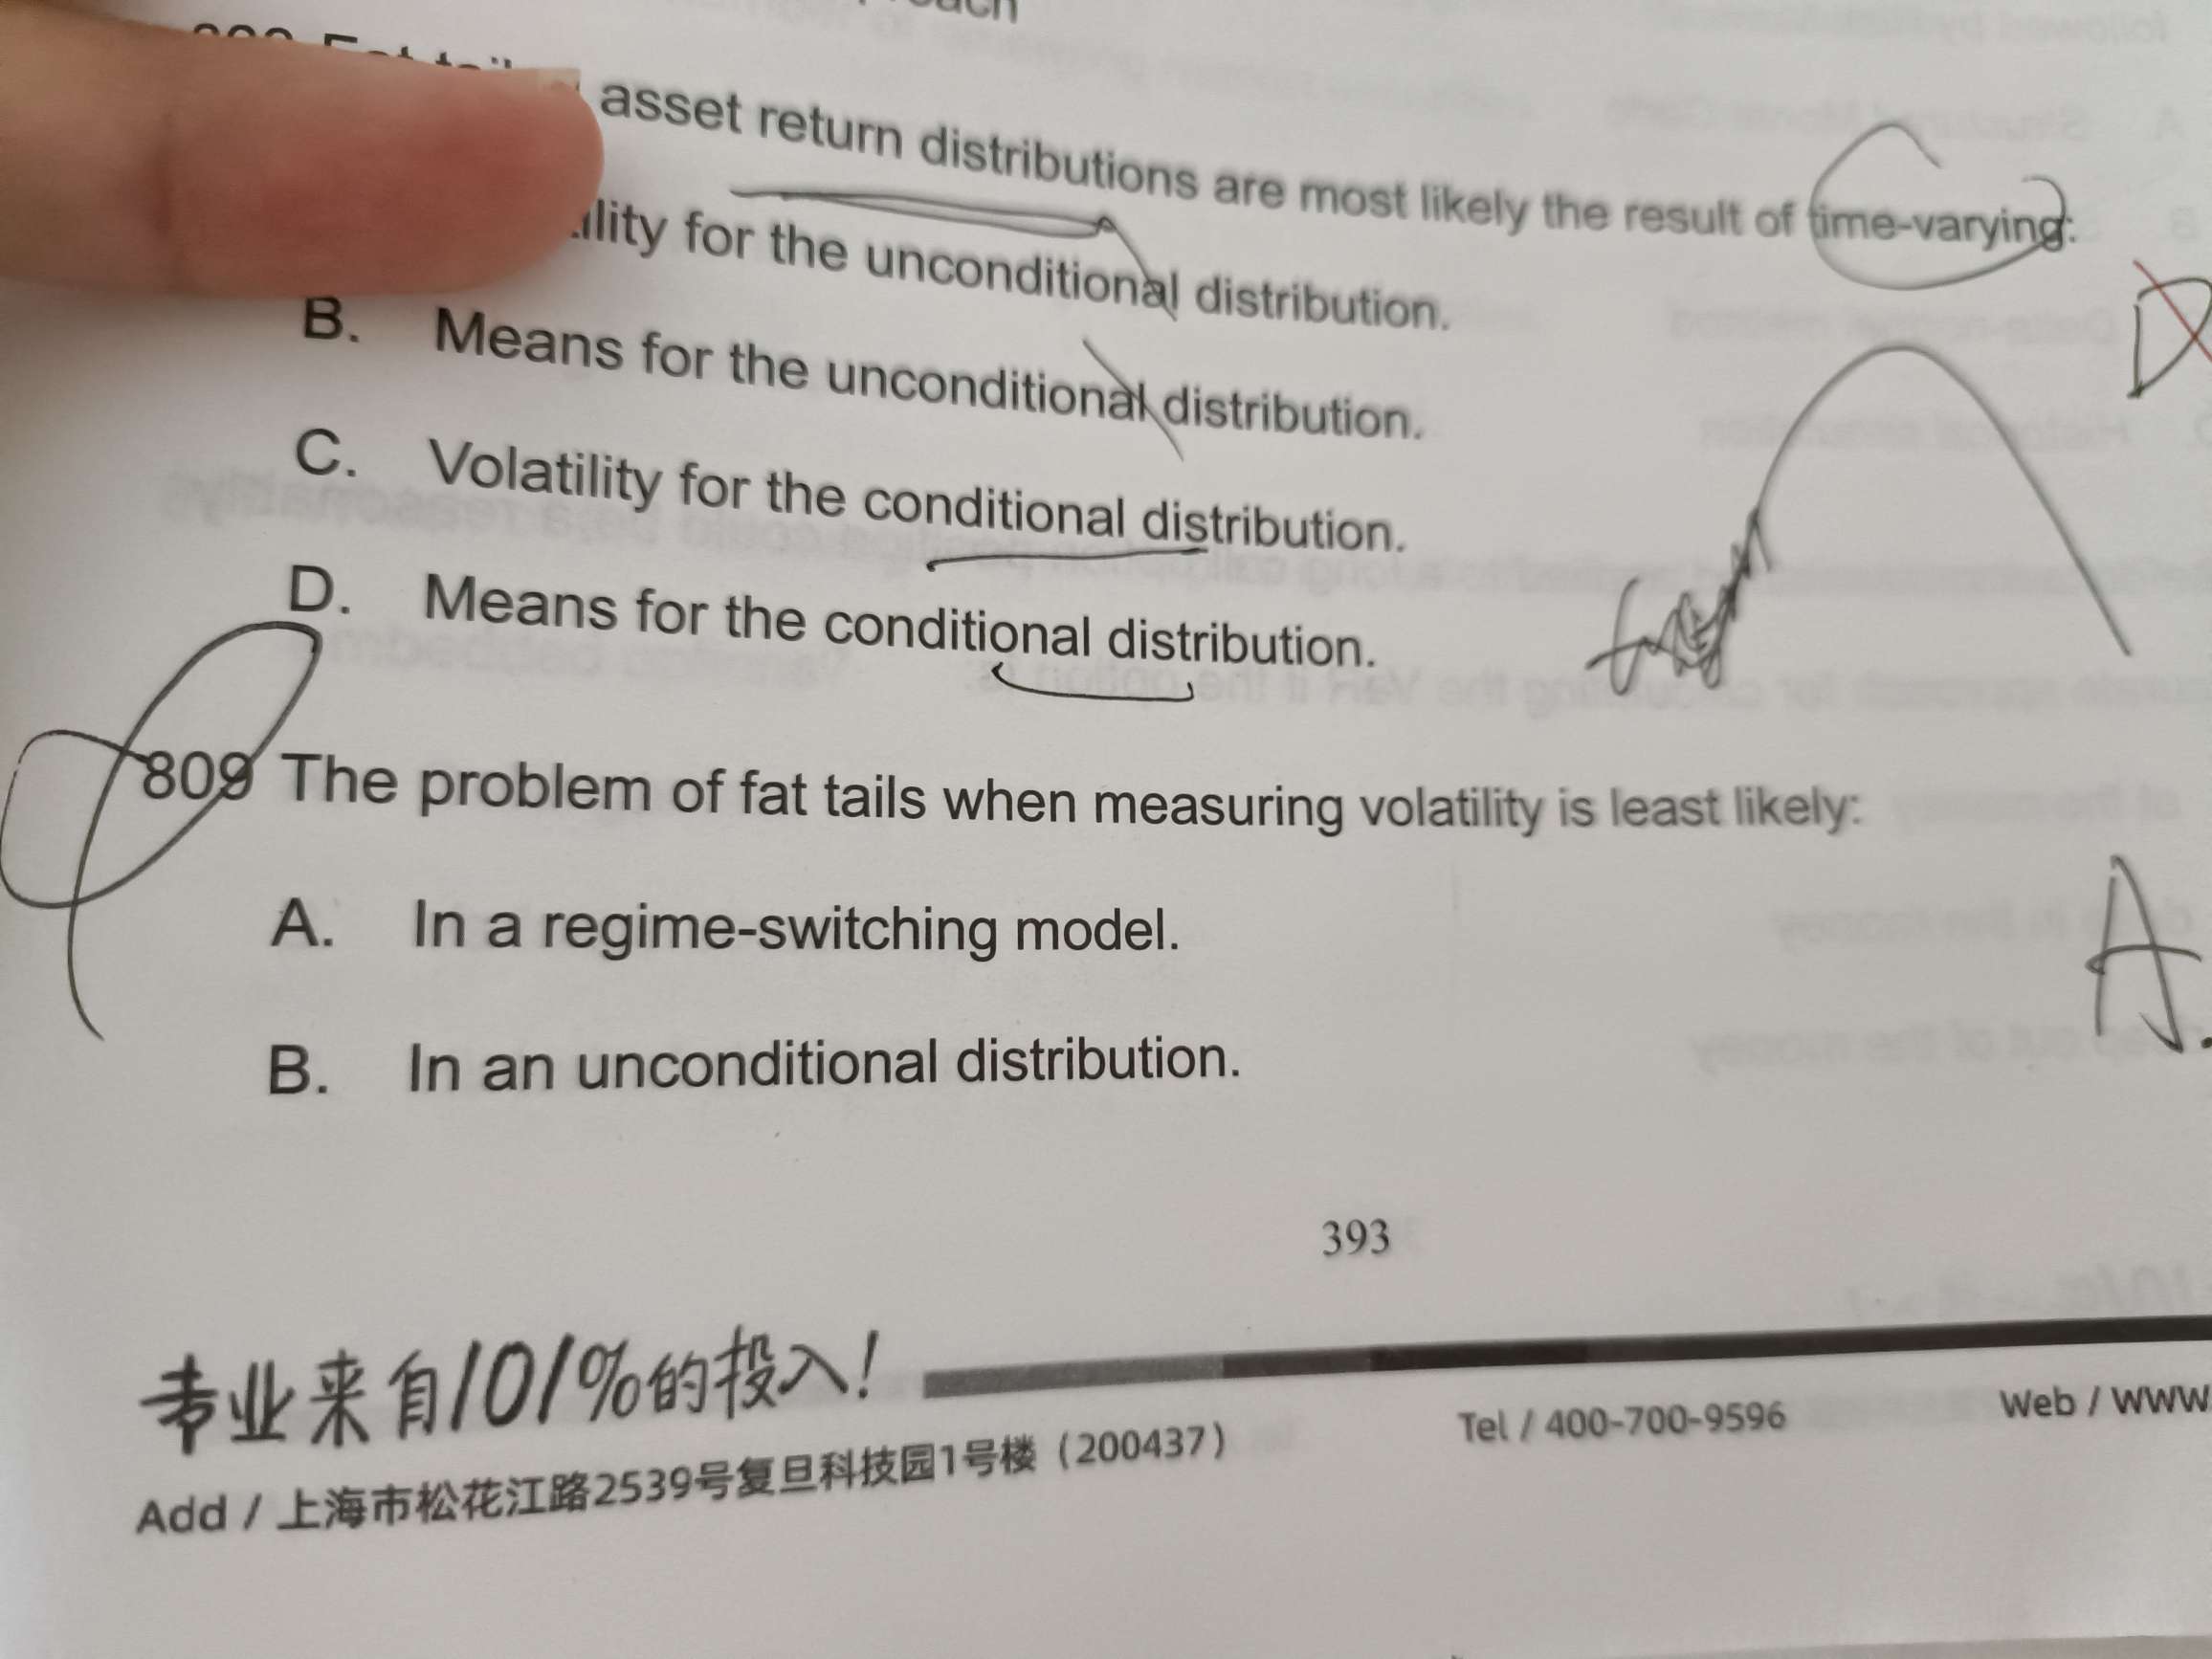 asset return distributions are most likely the result of time-varying:
ility for the unconditional distribution.
B. Means for the unconditional distribution.
C. Volatility for the conditional distribution.
D. Means for the conditional distribution.
D
809 The problem of fat tails when measuring volatility is least likely:
A. In a regime-switching model.
A.
B. In an unconditional distribution.
393
专业来自101%的投入!
Add / 上海市松花江路2539号复旦科技园1号楼（200437） Tel / 400-700-9596 Web / www